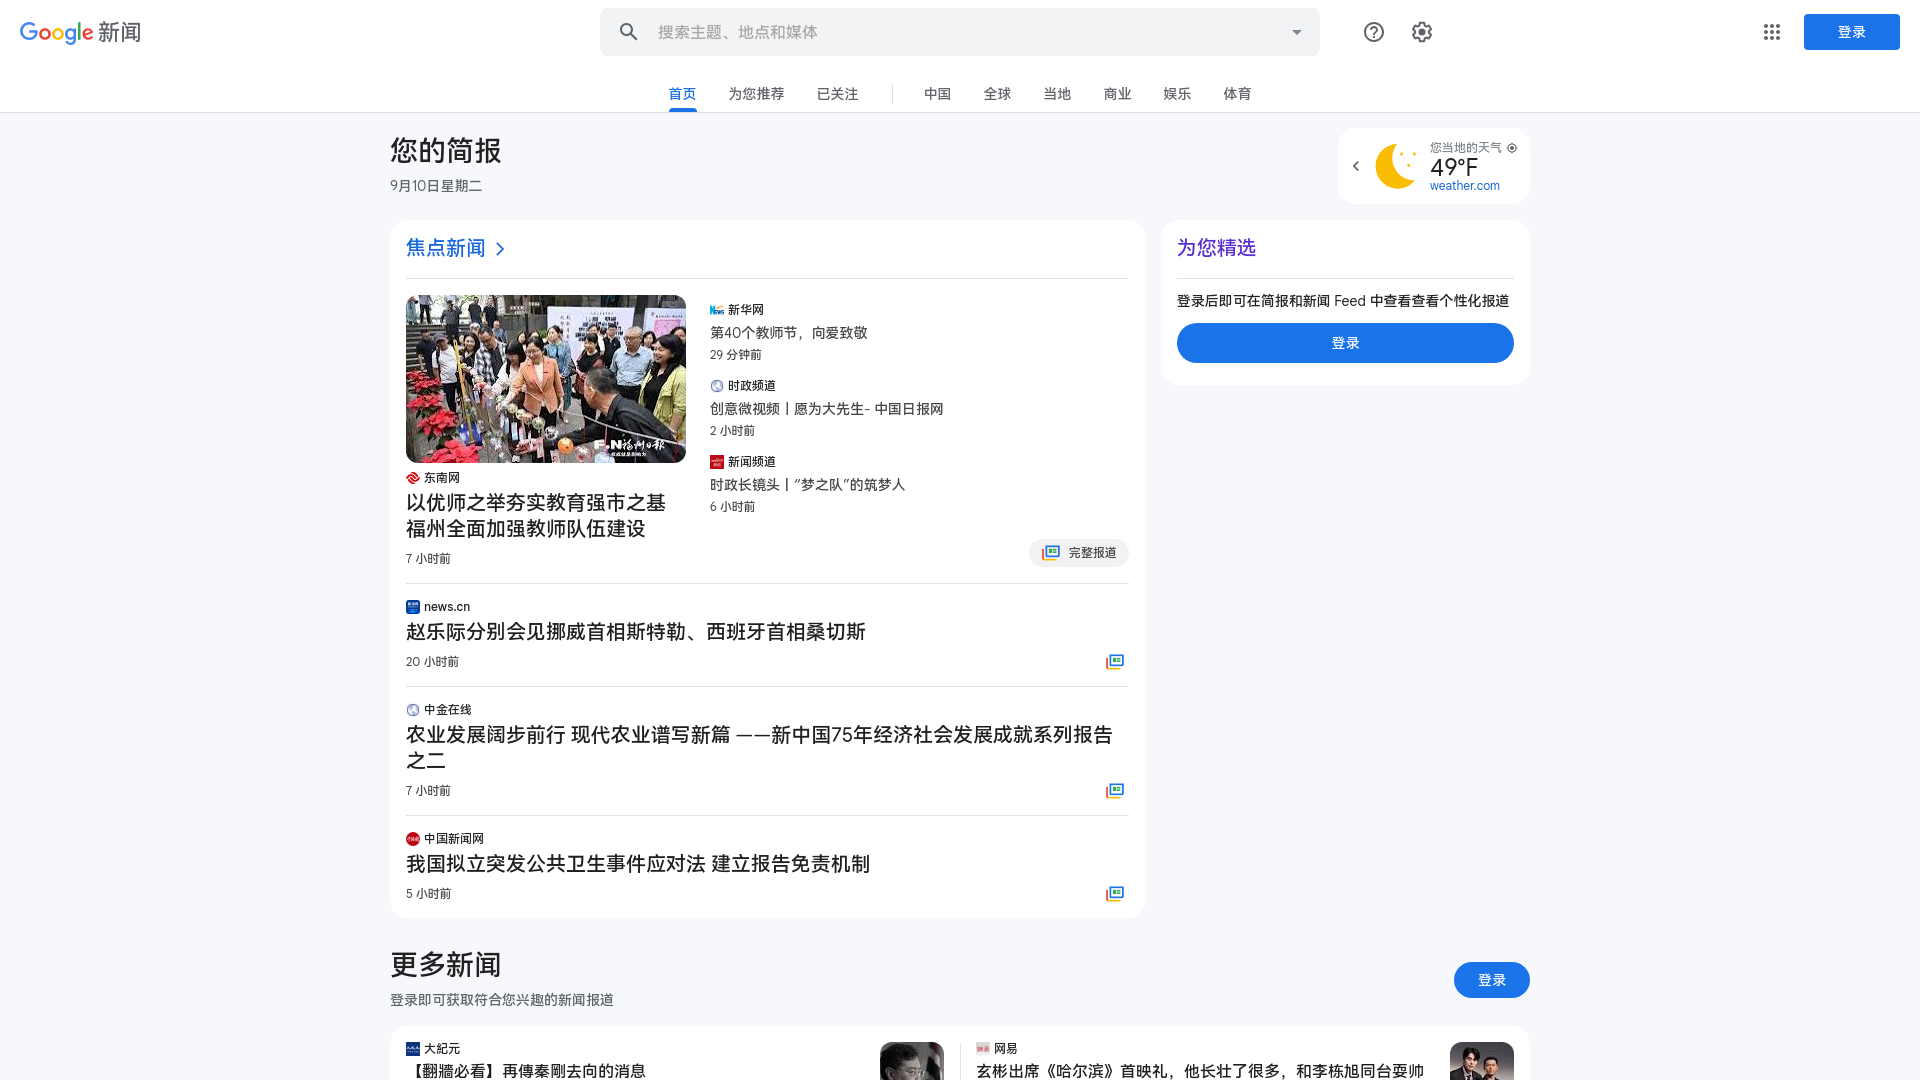 Google 新闻
搜索主题、地点和媒体
登录
首页
为您推荐
已关注
中国
全球
当地
商业
娱乐
体育
您的简报
9月10日星期二
您当地的天气
49°F
weather.com
焦点新闻
东南网
以优师之举夯实教育强市之基
福州全面加强教师队伍建设
7 小时前
新华网
第40个教师节，向爱致敬
29 分钟前
时政频道
创意微视频丨愿为大先生- 中国日报网
2 小时前
新闻频道
时政长镜头丨“梦之队”的筑梦人
6 小时前
完整报道
news.cn
赵乐际分别会见挪威首相斯特勒、西班牙首相桑切斯
20 小时前
中金在线
农业发展阔步前行 现代农业谱写新篇 ——新中国75年经济社会发展成就系列报告
之二
7 小时前
中国新闻网
我国拟立突发公共卫生事件应对法 建立报告免责机制
5 小时前
为您精选
登录后即可在简报和新闻 Feed 中查看查看个性化报道
登录
更多新闻
登录即可获取符合您兴趣的新闻报道
登录
大紀元
【翻牆必看】再傳秦剛去向的消息
网易
玄彬出席《哈尔滨》首映礼，他长壮了很多，和李栋旭同台耍帅